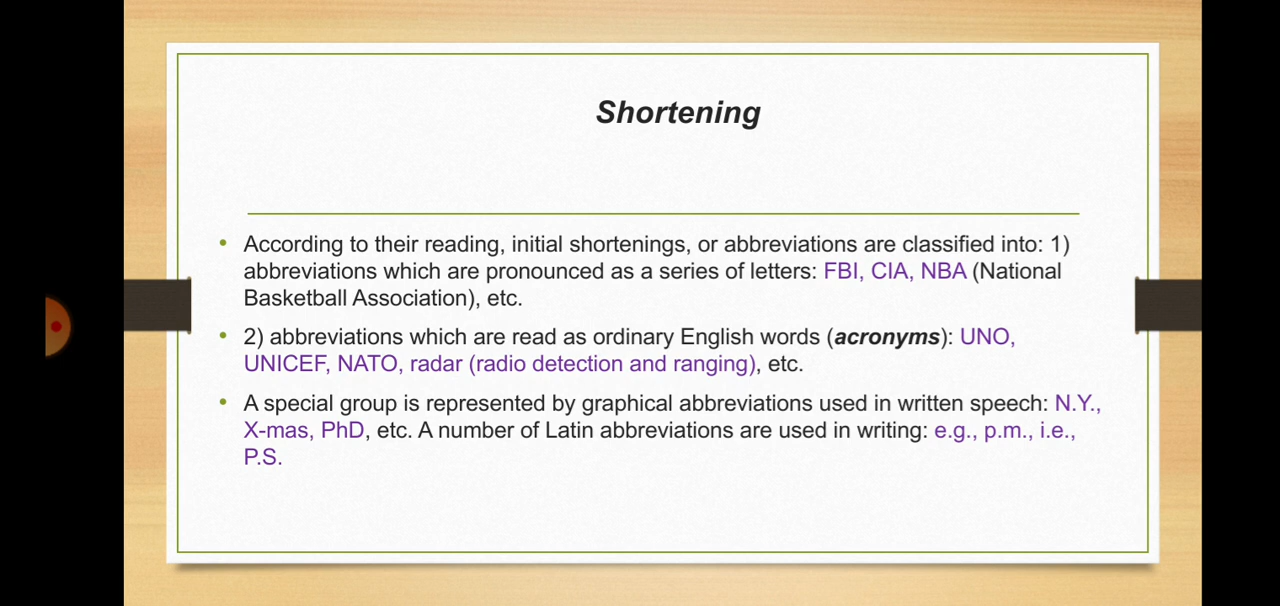 Shortening
• According to their reading, initial shortenings, or abbreviations are classified into: 1)
abbreviations which are pronounced as a series of letters: FBI, CIA, NBA (National
Basketball Association), etc.
• 2) abbreviations which are read as ordinary English words (acronyms): UNO,
UNICEF, NATO, radar (radio detection and ranging), etc.
• A special group is represented by graphical abbreviations used in written speech: N.Y.,
X-mas, PhD, etc. A number of Latin abbreviations are used in writing: e.g., p.m., i.e.,
P.S.